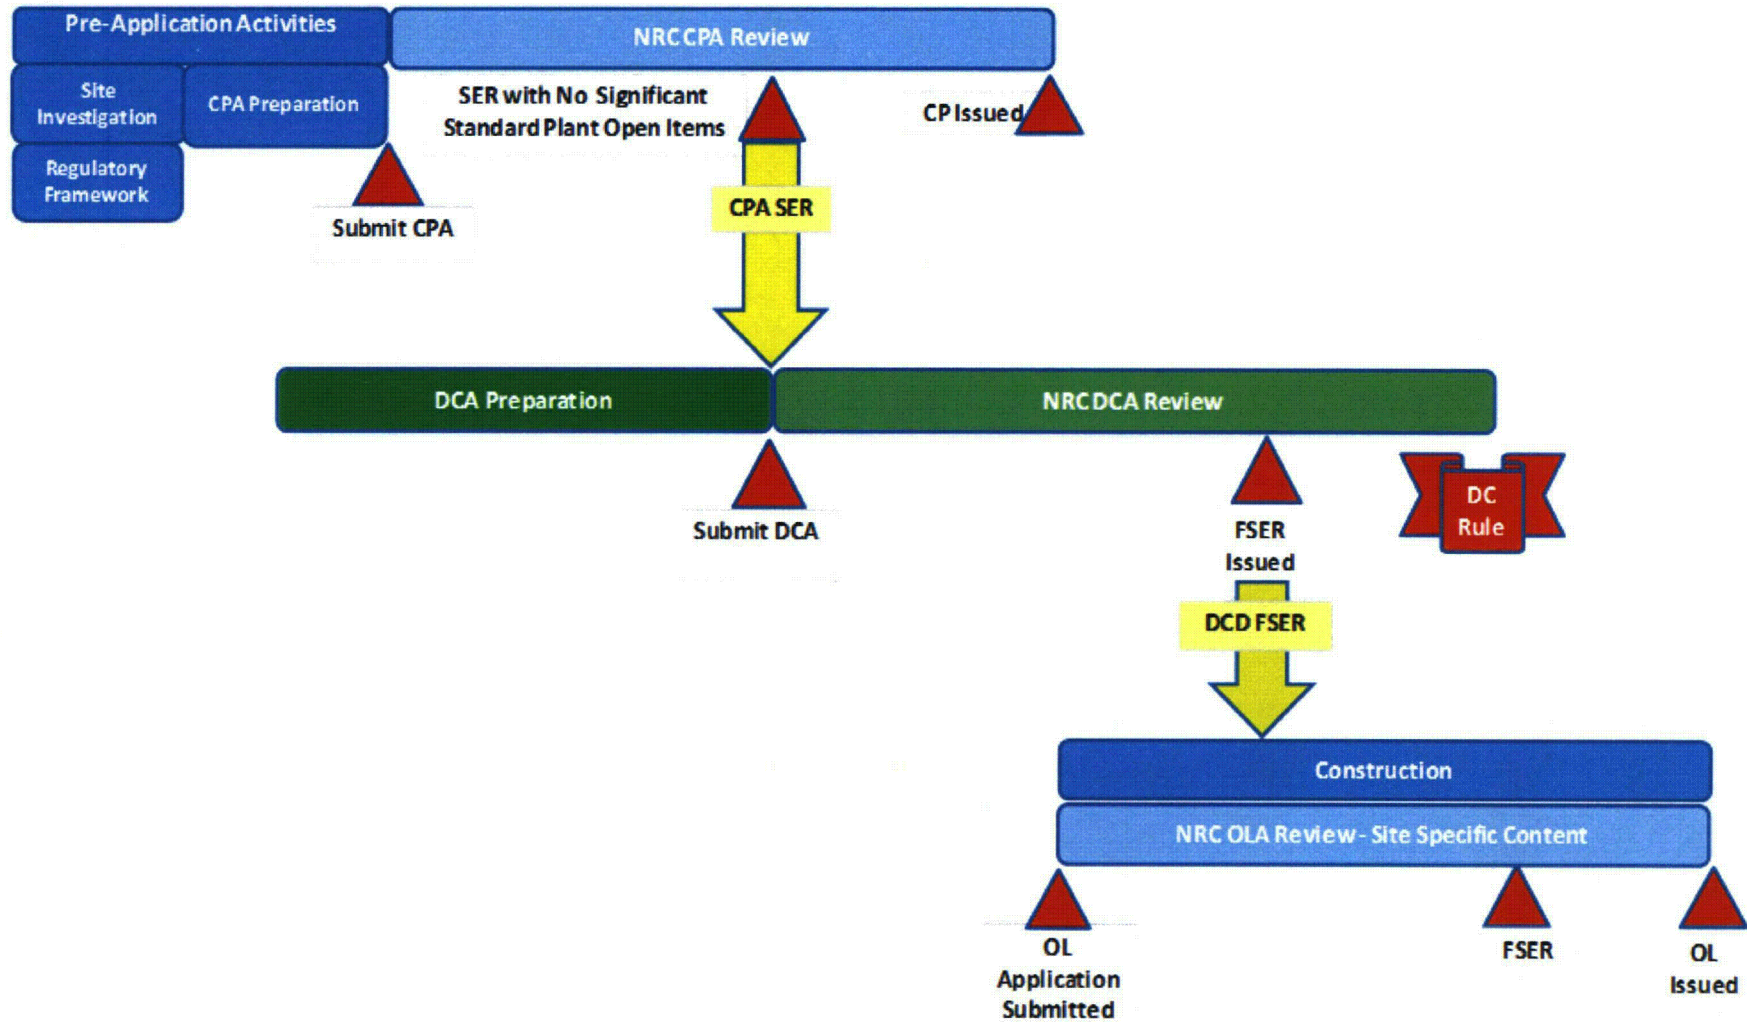 Pre-Application Activities
NRC CPA Review
Site
Investigation
CPA Preparation
Regulatory
Framework
Submit CPA
SER with No Significant
Standard Plant Open Items
CP Issued
CPA SER
DCA Preparation
NRC DCA Review
Submit DCA
FSER
Issued
DC
Rule
DCD FSER
Construction
NRC OLA Review - Site Specific Content
OL
Application
Submitted
FSER
OL
Issued